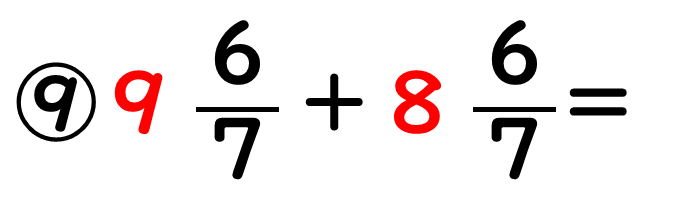 ⑨ 9 6/7 + 8 6/7 =